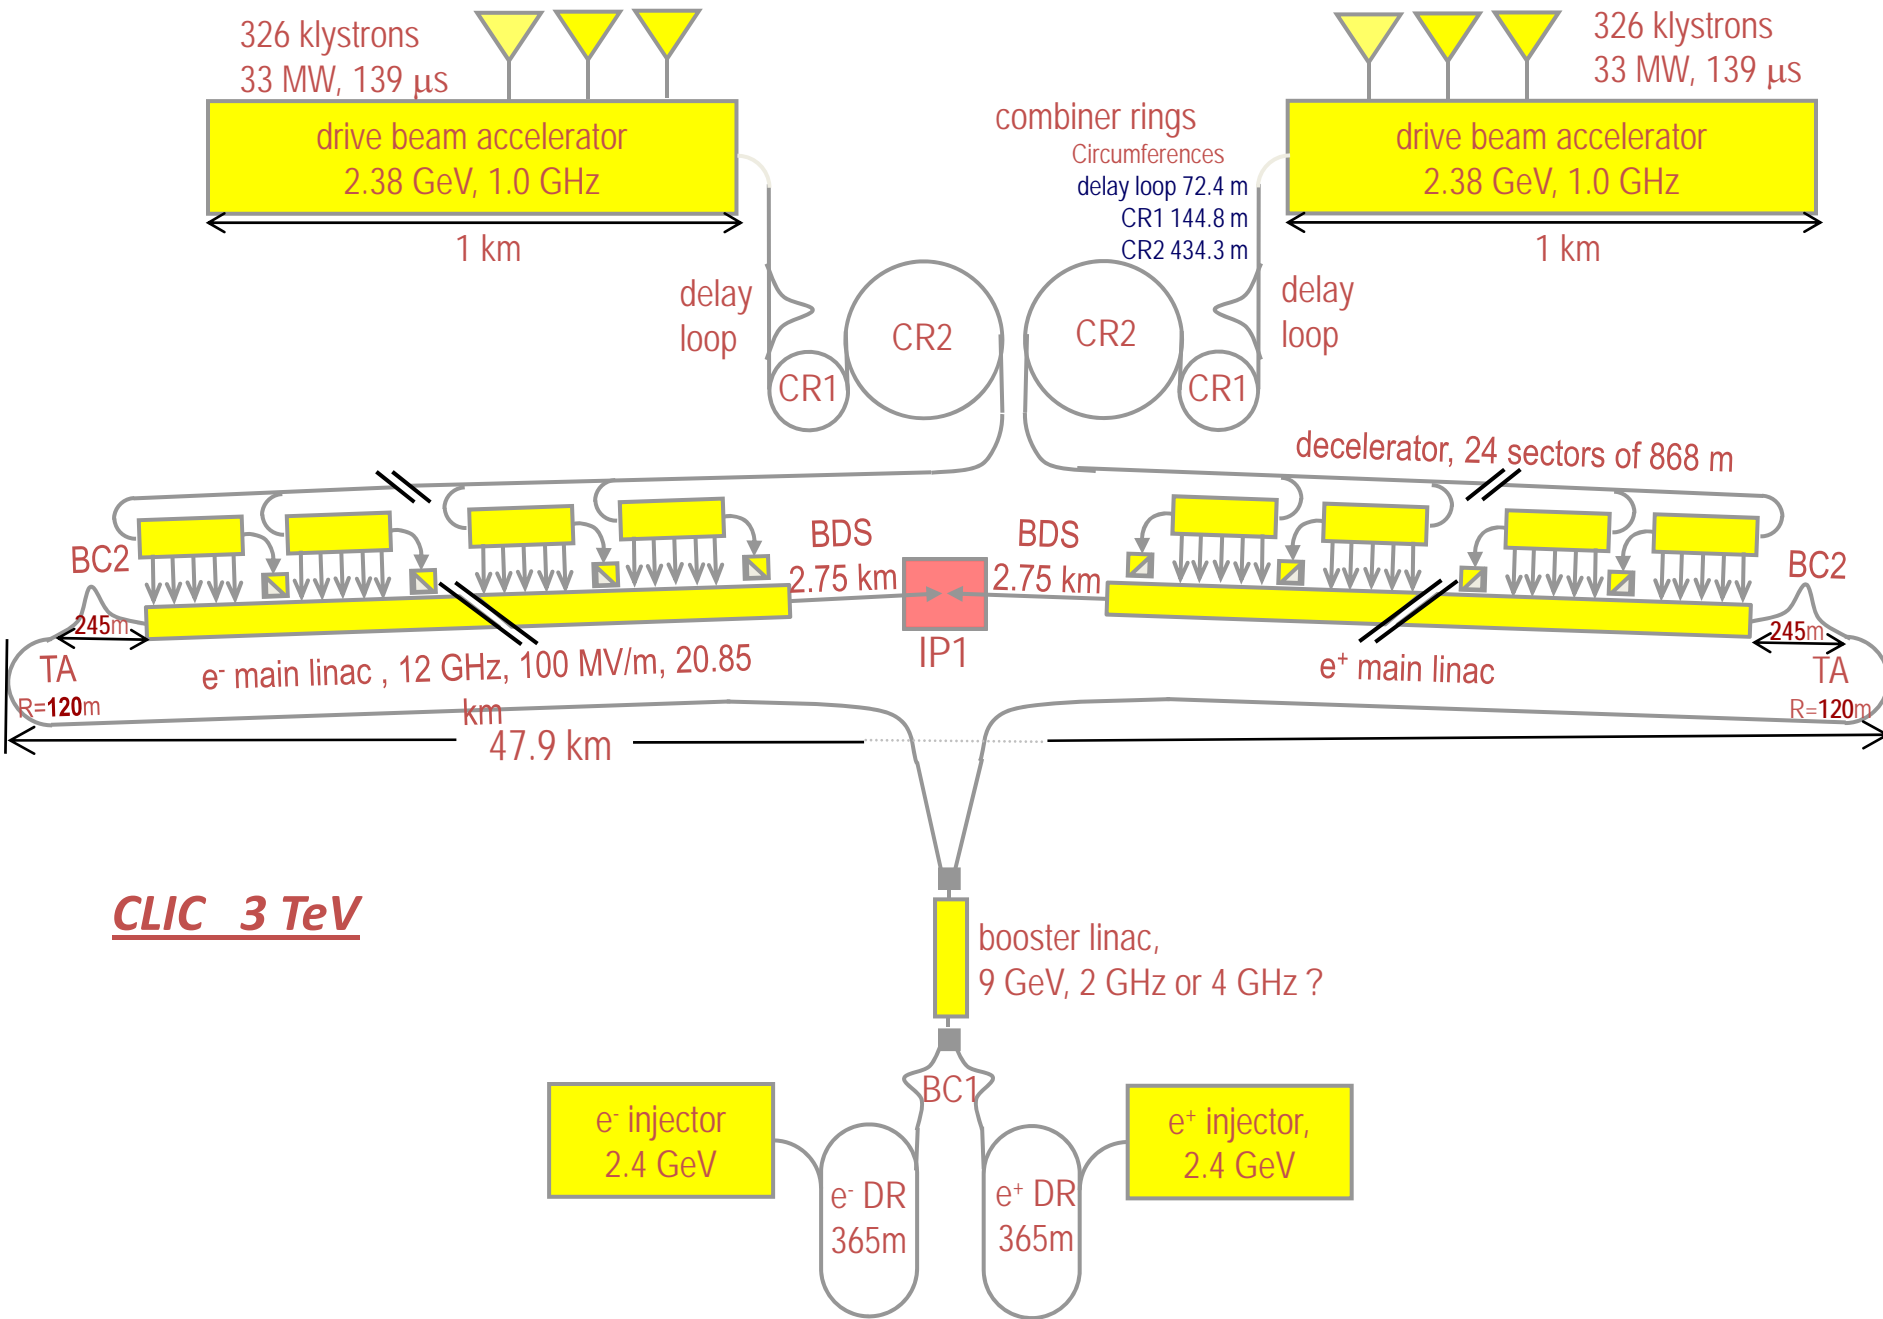 326 klystrons
33 MW, 139 μs
drive beam accelerator
2.38 GeV, 1.0 GHz
1 km
delay
loop
CR1
CR2
combiner rings
Circumferences
delay loop 72.4 m
CR1 144.8 m
CR2 434.3 m
326 klystrons
33 MW, 139 μs
drive beam accelerator
2.38 GeV, 1.0 GHz
1 km
delay
loop
CR2
CR1
decelerator, 24 sectors of 868 m
BC2
245m
TA
R=120m
BDS
2.75 km
IP1
BDS
2.75 km
BC2
245m
TA
R=120m
e- main linac , 12 GHz, 100 MV/m, 20.85
km
e+ main linac
47.9 km
CLIC 3 TeV
booster linac,
9 GeV, 2 GHz or 4 GHz ?
BC1
e- injector
2.4 GeV
e- DR
365m
e+ DR
365m
e+ injector,
2.4 GeV